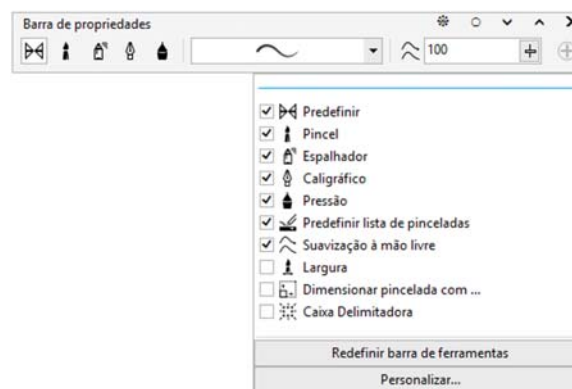 Barra de propriedades
100
Predefinir
Pincel
Espalhador
Caligráfico
Pressão
Predefinir lista de pinceladas
Suavização à mão livre
Largura
Dimensionar pincelada com ...
Caixa Delimitadora
Redefinir barra de ferramentas
Personalizar...